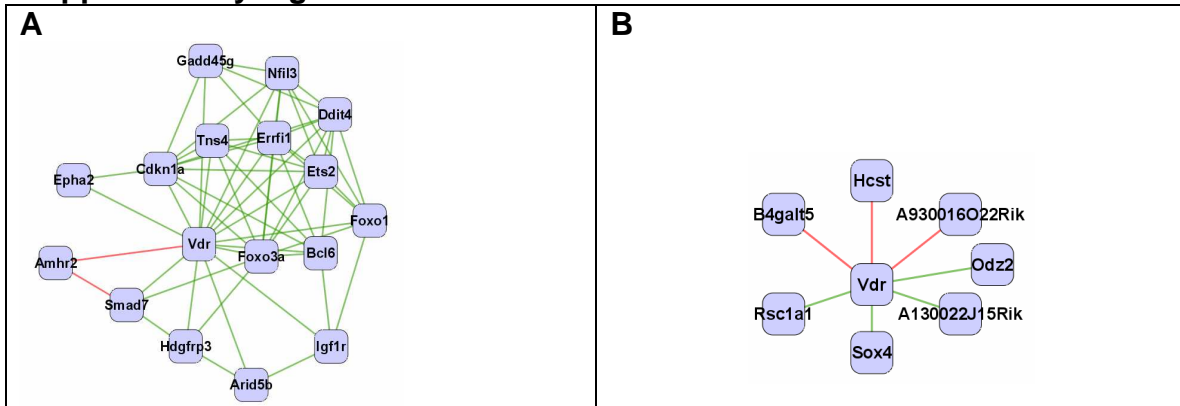 A
Gadd45g
Nfil3
Ddit4
Tns4
Errfi1
Cdkn1a
Ets2
Epha2
Foxo1
Vdr
Foxo3a
Bcl6
Amhr2
Smad7
Hdgfrp3
Igf1r
Arid5b
B
Hcst
B4galt5
A930016O22Rik
Odz2
Vdr
Rsc1a1
A130022J15Rik
Sox4